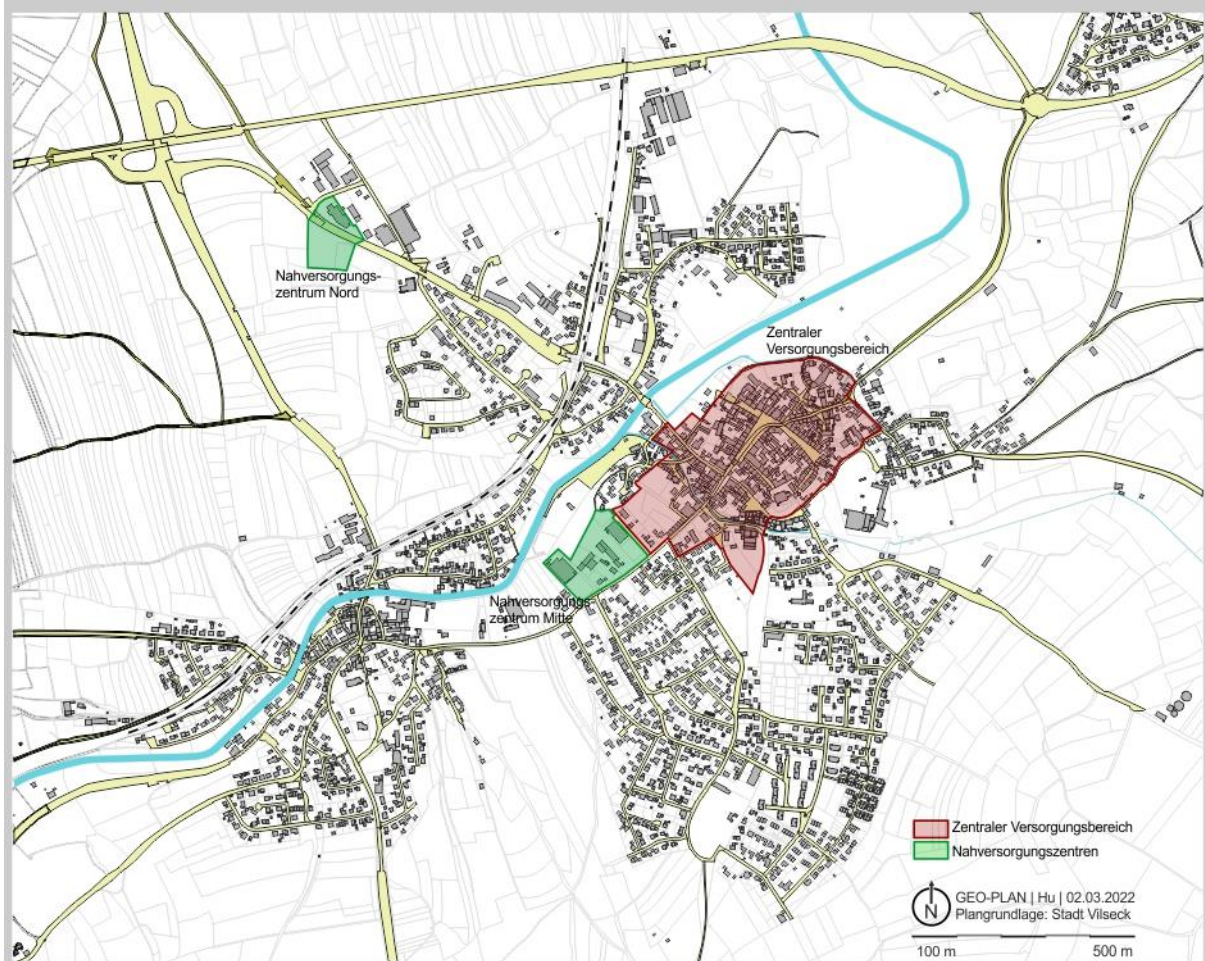 Nahversorgungs-
zentrum Nord
Zentraler
Versorgungsbereich
Nahversorgungs-
zentrum Mitte
Zentraler Versorgungsbereich
Nahversorgungszentren
N
GEO-PLAN | Hu | 02.03.2022
Plangrundlage: Stadt Vilseck
100 m 500 m